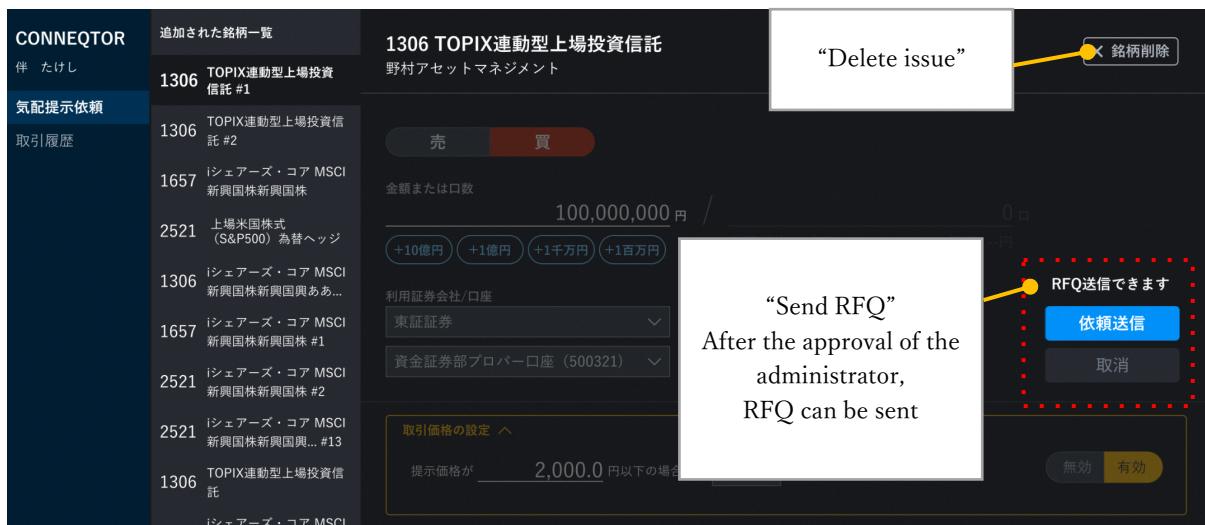 CONNEQTOR
伴 たけし
気配提示依頼
取引履歴
追加された銘柄一覧
1306 TOPIX連動型上場投資
信託 #1
1306 TOPIX連動型上場投資信
託 #2
1657 iシェアーズ・コア MSCI
新興国株新興国株
2521 上場米国株式
(S&P500)為替ヘッジ
1306 iシェアーズ・コア MSCI
新興国株新興国興ああ...
1657 iシェアーズ・コア MSCI
新興国株新興国株 #1
2521 iシェアーズ・コア MSCI
新興国株新興国株 #2
2521 iシェアーズ・コア MSCI
新興国株新興国興... #13
1306 TOPIX連動型上場投資信
託
iシェアーズ・コア MSCI
1306 TOPIX連動型上場投資信託
野村アセットマネジメント
“Delete issue”
× 銘柄削除
売 買
金額または口数
100,000,000 円 / 0 口
--円
+10億円 +1億円 +1千万円 +1百万円
利用証券会社/口座
東証証券
資金証券部プロパー口座(500321)
“Send RFQ”
After the approval of the
administrator,
RFQ can be sent
RFQ送信できます
依頼送信
取消
取引価格の設定
提示価格が 2,000.0 円以下の場合
無効 有効